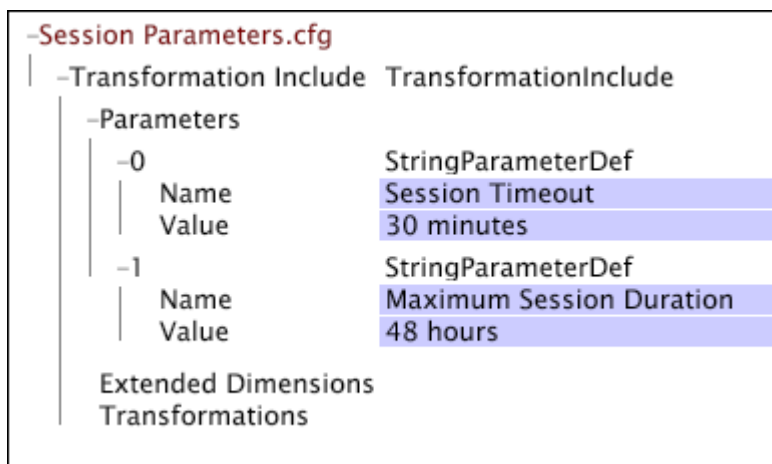 –Session Parameters.cfg
–Transformation Include TransformationInclude
–Parameters
–0 StringParameterDef
Name Session Timeout
Value 30 minutes
–1 StringParameterDef
Name Maximum Session Duration
Value 48 hours
Extended Dimensions
Transformations